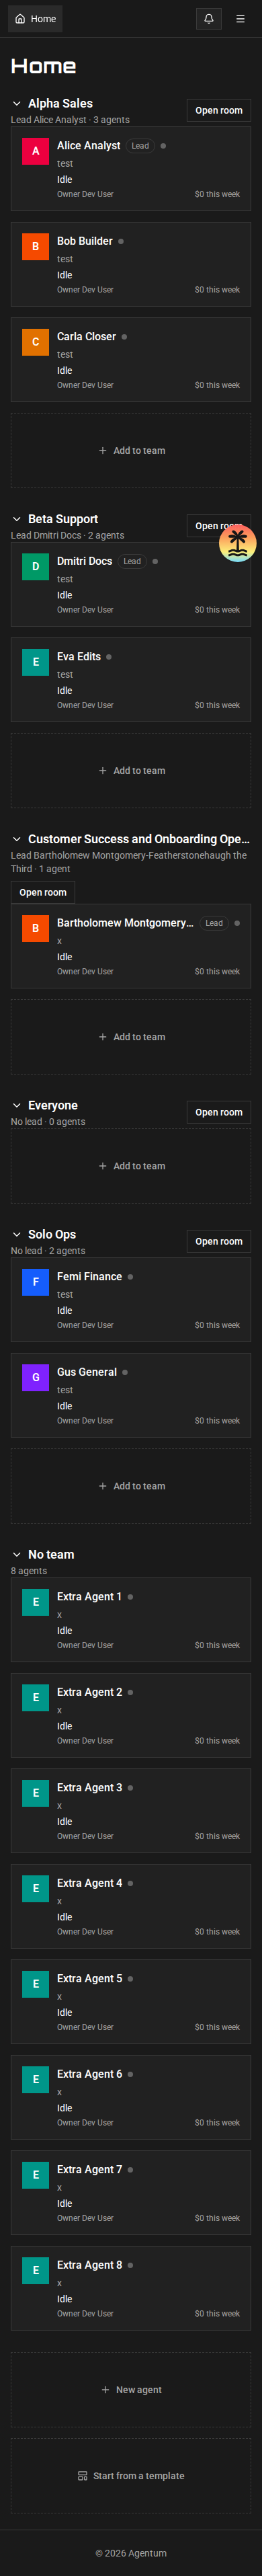 Home
Home
Alpha Sales
Lead Alice Analyst · 3 agents
Open room
A
Alice Analyst
Lead
test
Idle
Owner Dev User
$0 this week
B
Bob Builder
test
Idle
Owner Dev User
$0 this week
C
Carla Closer
test
Idle
Owner Dev User
$0 this week
Add to team
Beta Support
Lead Dmitri Docs · 2 agents
Open room
D
Dmitri Docs
Lead
test
Idle
Owner Dev User
$0 this week
E
Eva Edits
test
Idle
Owner Dev User
$0 this week
Add to team
Customer Success and Onboarding Ope...
Lead Bartholomew Montgomery-Featherstonehaugh the
Third · 1 agent
Open room
B
Bartholomew Montgomery...
Lead
x
Idle
Owner Dev User
$0 this week
Add to team
Everyone
No lead · 0 agents
Open room
Add to team
Solo Ops
No lead · 2 agents
Open room
F
Femi Finance
test
Idle
Owner Dev User
$0 this week
G
Gus General
test
Idle
Owner Dev User
$0 this week
Add to team
No team
8 agents
E
Extra Agent 1
x
Idle
Owner Dev User
$0 this week
E
Extra Agent 2
x
Idle
Owner Dev User
$0 this week
E
Extra Agent 3
x
Idle
Owner Dev User
$0 this week
E
Extra Agent 4
x
Idle
Owner Dev User
$0 this week
E
Extra Agent 5
x
Idle
Owner Dev User
$0 this week
E
Extra Agent 6
x
Idle
Owner Dev User
$0 this week
E
Extra Agent 7
x
Idle
Owner Dev User
$0 this week
E
Extra Agent 8
x
Idle
Owner Dev User
$0 this week
New agent
Start from a template
© 2026 Agentum